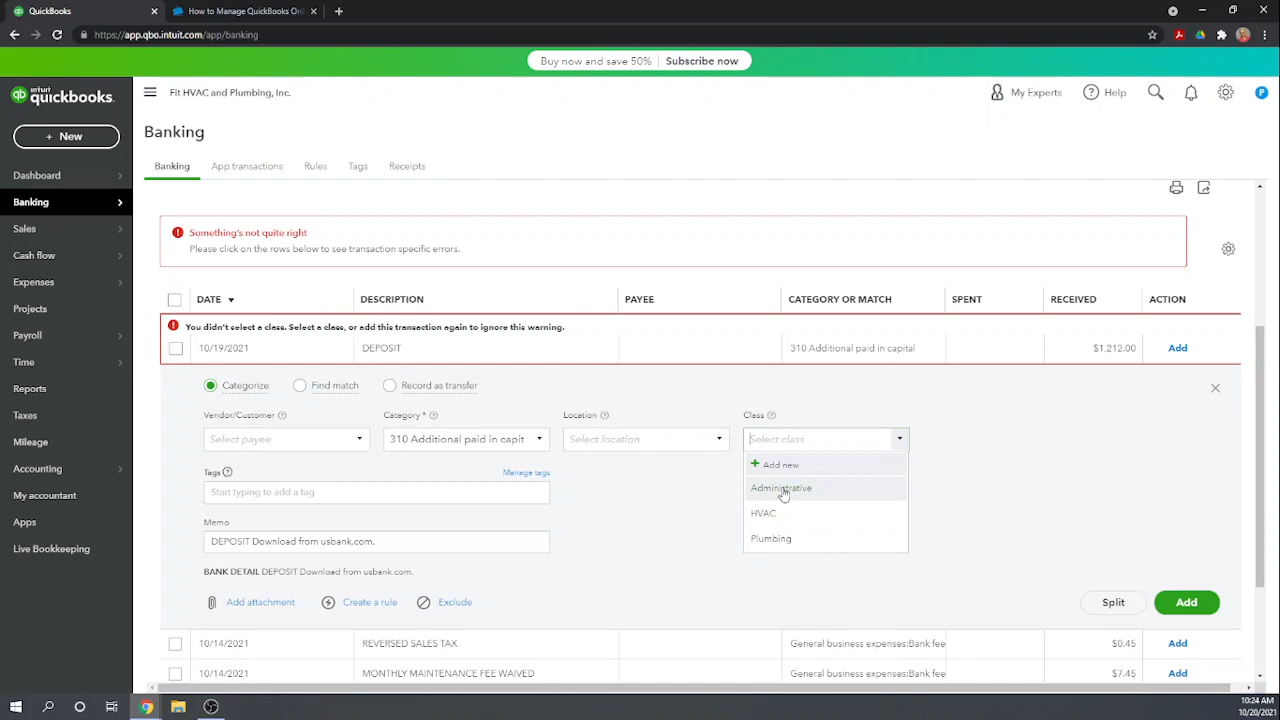 QuickBooks
How to Manage QuickBooks Onl
https://app.qbo.intuit.com/app/banking
Buy now and save 50% Subscribe now
intuit quickbooks.
Fit HVAC and Plumbing, Inc.
My Experts
Help
P
+ New
Banking
Dashboard
Banking
Sales
Cash flow
Expenses
Projects
Payroll
Time
Reports
Taxes
Mileage
Accounting
My accountant
Apps
Live Bookkeeping
Banking App transactions Rules Tags Receipts
Something's not quite right
Please click on the rows below to see transaction specific errors.
DATE DESCRIPTION PAYEE CATEGORY OR MATCH SPENT RECEIVED ACTION
You didn't select a class. Select a class, or add this transaction again to ignore this warning.
10/19/2021 DEPOSIT 310 Additional paid in capital $1,212.00 Add
Categorize Find match Record as transfer
Vendor/Customer Category * Location Class
Select payee 310 Additional paid in capit Select location Select class
+ Add new
Administrative
HVAC
Plumbing
Tags Manage tags
Start typing to add a tag
Memo
DEPOSIT Download from usbank.com.
BANK DETAIL DEPOSIT Download from usbank.com.
Add attachment Create a rule Exclude
Split Add
10/14/2021 REVERSED SALES TAX General business expenses:Bank fee $0.45 Add
10/14/2021 MONTHLY MAINTENANCE FEE WAIVED General business expenses:Bank fee $7.45 Add
10:24 AM
10/20/2021